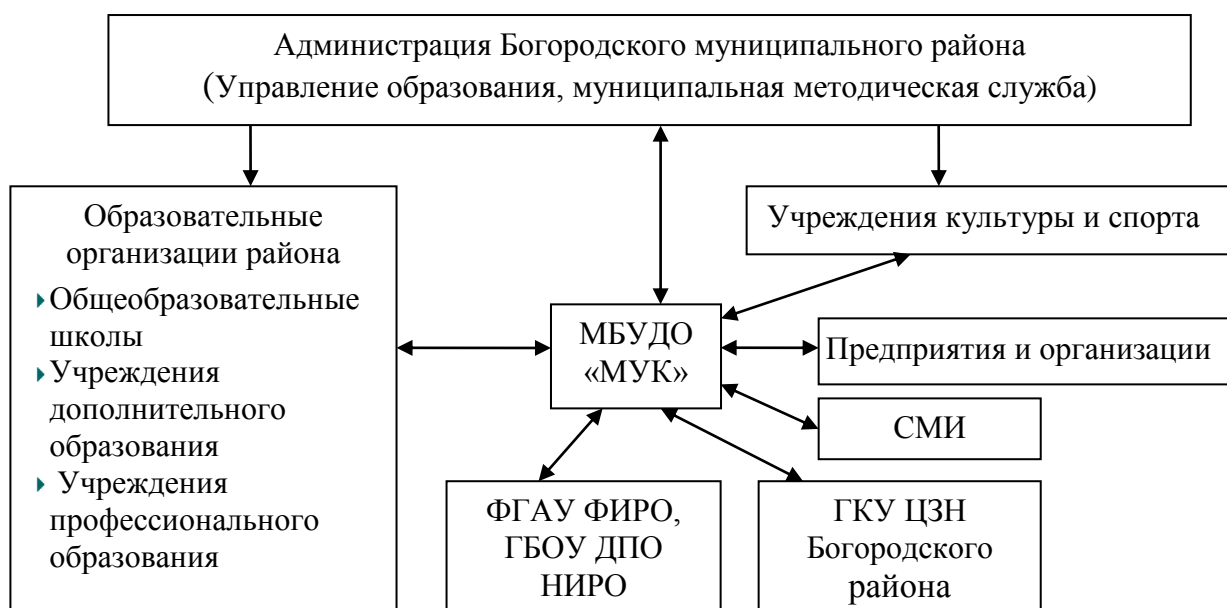 Администрация Богородского муниципального района
(Управление образования, муниципальная методическая служба)
Образовательные
организации района
Общеобразовательные
школы
Учреждения
дополнительного
образования
Учреждения
профессионального
образования
Учреждения культуры и спорта
МБУДО
«МУК»
Предприятия и организации
СМИ
ФГАУ ФИРО,
ГБОУ ДПО
НИРО
ГКУ ЦЗН
Богородского
района